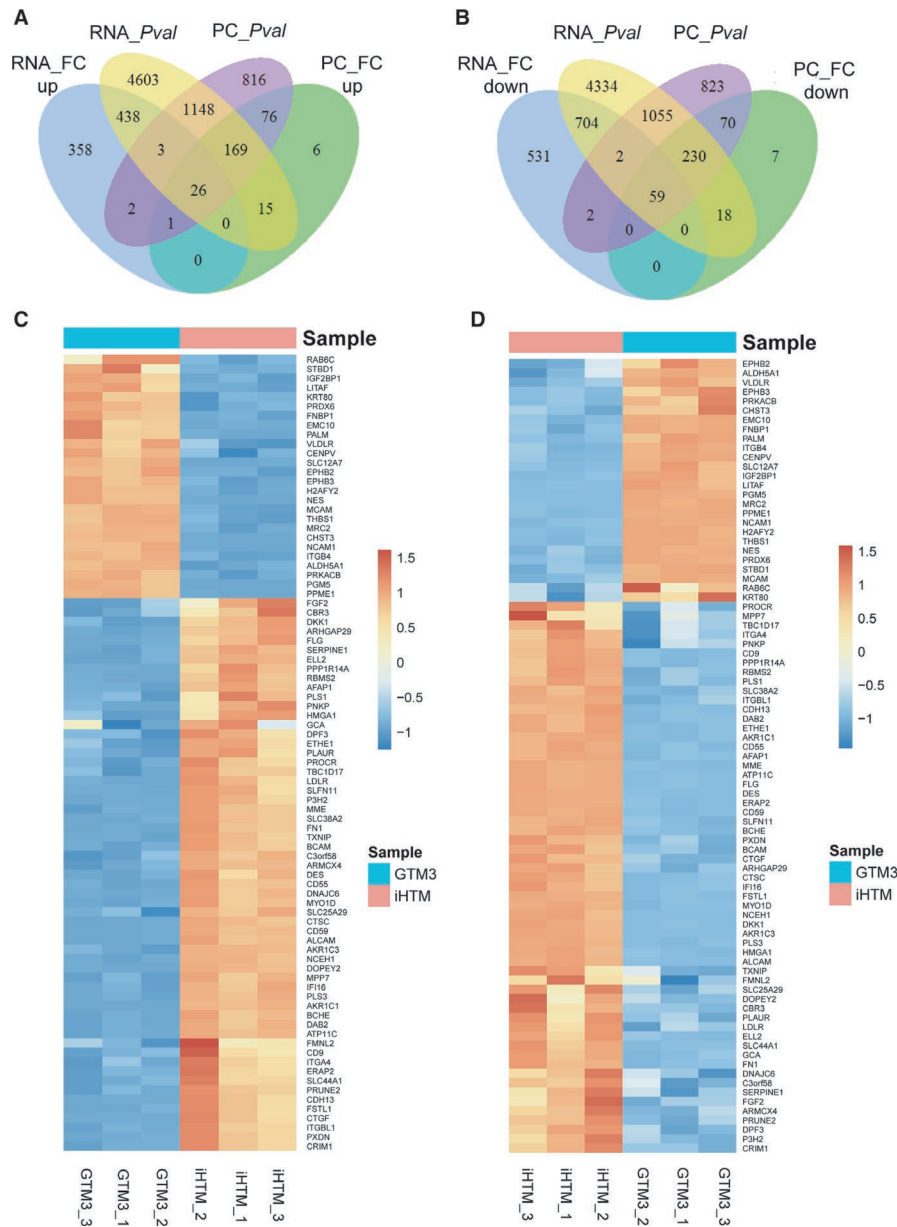 A
RNA_Pval PC_Pval
RNA_FC up
PC_FC up
4603 816
438 1148 76
358 3 169 6
26
2 1 0 15
0
B
RNA_Pval PC_Pval
RNA_FC down
PC_FC down
4334 823
704 1055 70
531 2 230 7
59
2 0 0 18
0
C
Sample
RAB6C
STBD1
IGF2BP1
LITAF
KRT80
PRDX6
FNBP1
EMC10
PALM
VLDLR
CENPV
SLC12A7
EPHB2
EPHB3
H2AFY2
NES
MCAM
THBS1
MRC2
CHST3
NCAM1
ITGB4
ALDH5A1
PRKACB
PGM5
PPME1
FGF2
CBR3
DKK1
ARHGAP29
FLG
SERPINE1
ELL2
PPP1R14A
RBMS2
AFAP1
PLS1
PNKP
HMGA1
GCA
DPF3
ETHE1
PLAUR
PROCR
TBC1D17
LDLR
SLFN11
P3H2
MME
SLC38A2
FN1
TXNIP
BCAM
C3orf58
ARMCX4
DES
CD55
DNAJC6
MYO1D
SLC25A29
CTSC
CD59
ALCAM
AKR1C3
NCEH1
DOPEY2
MPP7
IFI16
PLS3
AKR1C1
BCHE
DAB2
ATP11C
FMNL2
CD9
ITGA4
ERAP2
SLC44A1
PRUNE2
CDH13
FSTL1
CTGF
ITGBL1
PXDN
CRIM1
1.5
1
0.5
0
−0.5
−1
Sample
GTM3
iHTM
GTM3_3
GTM3_1
GTM3_2
iHTM_2
iHTM_1
iHTM_3
D
Sample
EPHB2
ALDH5A1
VLDLR
EPHB3
PRKACB
CHST3
EMC10
FNBP1
PALM
ITGB4
CENPV
SLC12A7
IGF2BP1
LITAF
PGM5
MRC2
PPME1
NCAM1
H2AFY2
THBS1
NES
PRDX6
STBD1
MCAM
RAB6C
KRT80
PROCR
MPP7
TBC1D17
ITGA4
PNKP
CD9
PPP1R14A
RBMS2
PLS1
SLC38A2
ITGBL1
CDH13
DAB2
ETHE1
AKR1C1
CD55
AFAP1
MME
ATP11C
FLG
DES
ERAP2
CD59
SLFN11
BCHE
PXDN
BCAM
CTGF
ARHGAP29
CTSC
IFI16
FSTL1
MYO1D
NCEH1
DKK1
AKR1C3
PLS3
HMGA1
ALCAM
TXNIP
FMNL2
SLC25A29
DOPEY2
CBR3
PLAUR
LDLR
ELL2
SLC44A1
GCA
FN1
DNAJC6
C3orf58
SERPINE1
FGF2
ARMCX4
PRUNE2
DPF3
P3H2
CRIM1
1.5
1
0.5
0
−0.5
−1
Sample
GTM3
iHTM
iHTM_3
iHTM_1
iHTM_2
GTM3_2
GTM3_1
GTM3_3